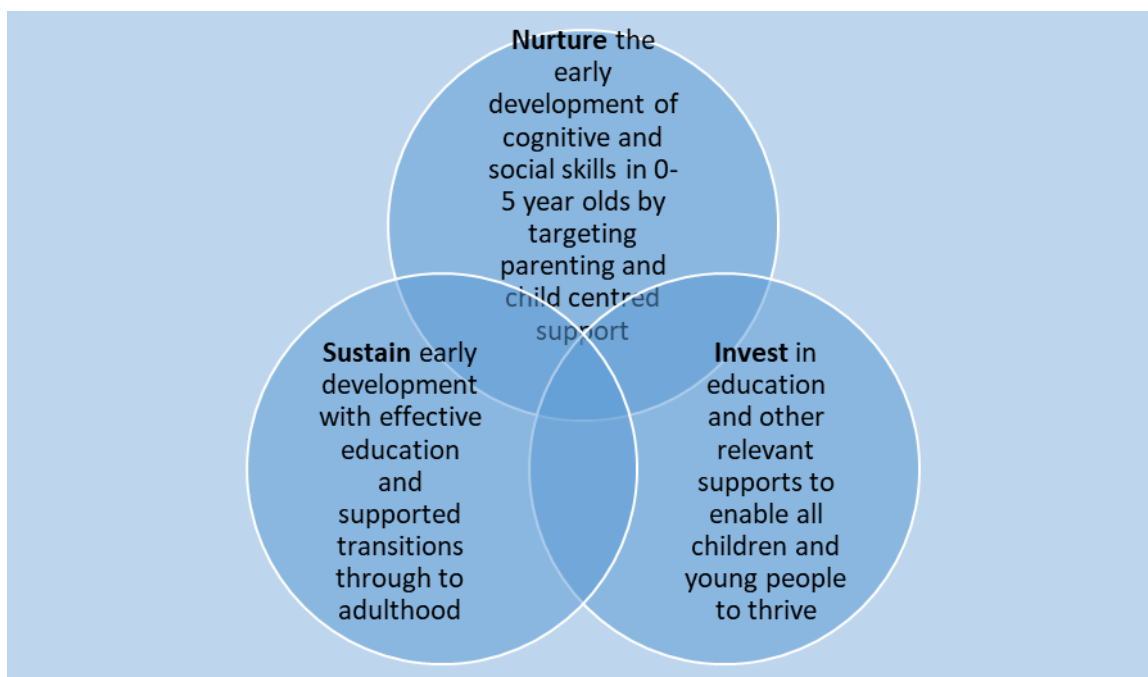 Nurture the
early
development of
cognitive and
social skills in 0-
5 year olds by
targeting
parenting and
child centred
support
Sustain early
development
with effective
education
and
supported
transitions
through to
adulthood
Invest in
education
and other
relevant
supports to
enable all
children and
young people
to thrive